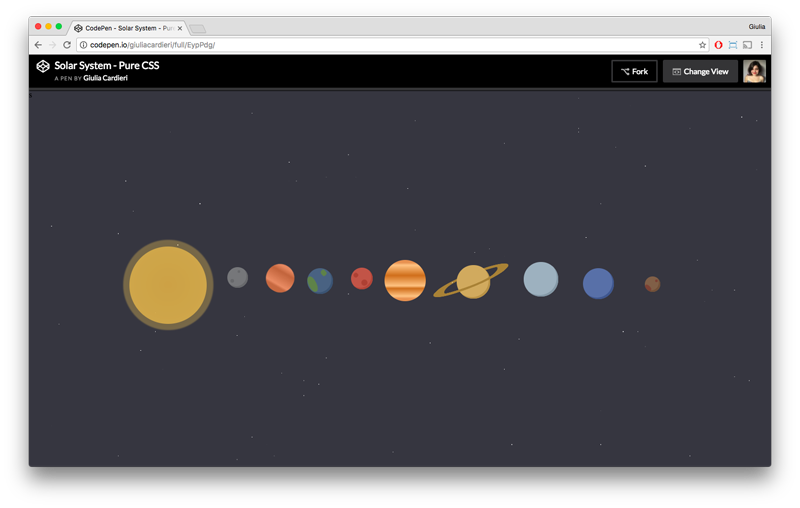 CodePen - Solar System - Pur
Giulia
codepen.io/giuliacardieri/full/EypPdg/
Solar System - Pure CSS
A PEN BY Giulia Cardieri
Fork
Change View